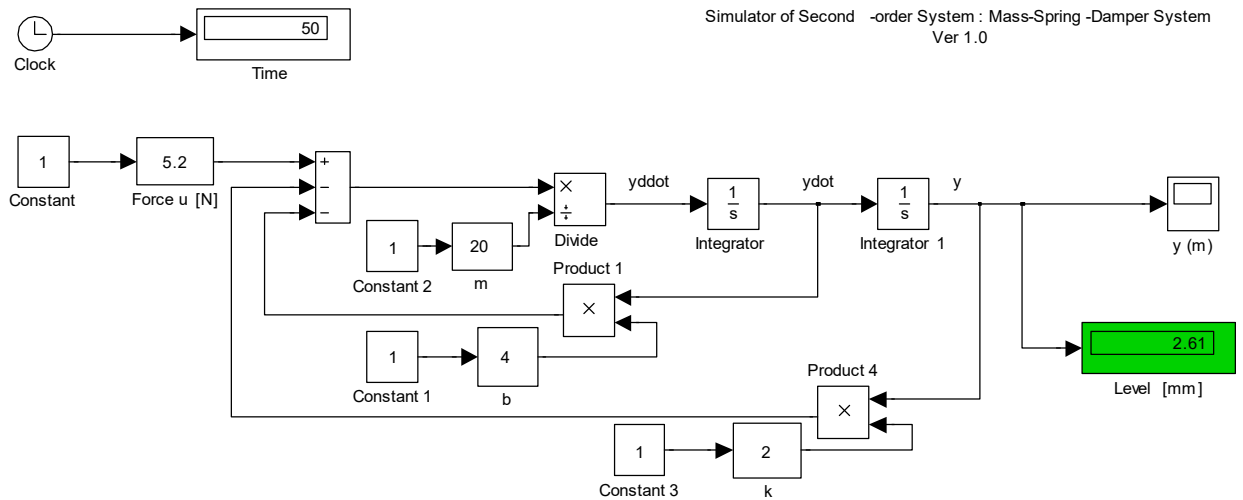 Simulator of Second -order System : Mass-Spring -Damper System
Ver 1.0
50
Clock
Time
1
5.2
+
−
−
Constant
Force u [N]
×
÷
Divide
yddot
1
s
Integrator
ydot
1
s
Integrator 1
y
y (m)
1
20
Constant 2
m
Product 1
×
1
4
Constant 1
b
2.61
Level [mm]
Product 4
×
1
2
Constant 3
k